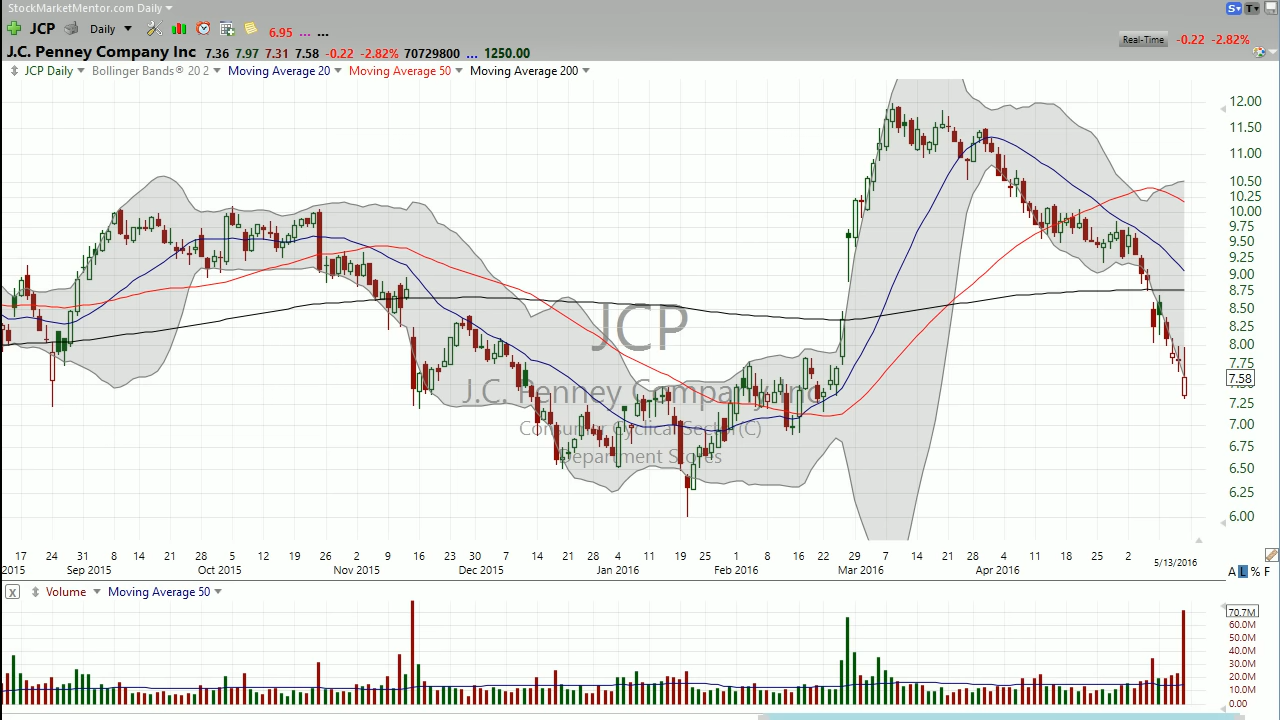 StockMarketMentor.com Daily
S T
JCP Daily 6.95 ... ...
Real-Time -0.22 -2.82%
J.C. Penney Company Inc 7.36 7.97 7.31 7.58 -0.22 -2.82% 70729800 ... 1250.00
JCP Daily Bollinger Bands® 20 2 Moving Average 20 Moving Average 50 Moving Average 200
12.00
11.50
11.00
10.50
10.25
10.00
9.75
9.50
9.25
9.00
8.75
8.50
8.25
8.00
7.75
7.58
7.25
7.00
6.75
6.50
6.25
6.00
JCP
J.C. Penney Company Inc
Consumer Cyclical Sector (C)
Department Stores
17 24 31 8 14 21 28 5 12 19 26 2 9 16 23 30 7 14 21 28 4 11 19 25 1 8 16 22 29 7 14 21 28 4 11 18 25 2
2015 Sep 2015 Oct 2015 Nov 2015 Dec 2015 Jan 2016 Feb 2016 Mar 2016 Apr 2016 5/13/2016
A L % F
X Volume Moving Average 50
70.7M
60.0M
50.0M
40.0M
30.0M
20.0M
10.0M
0.00